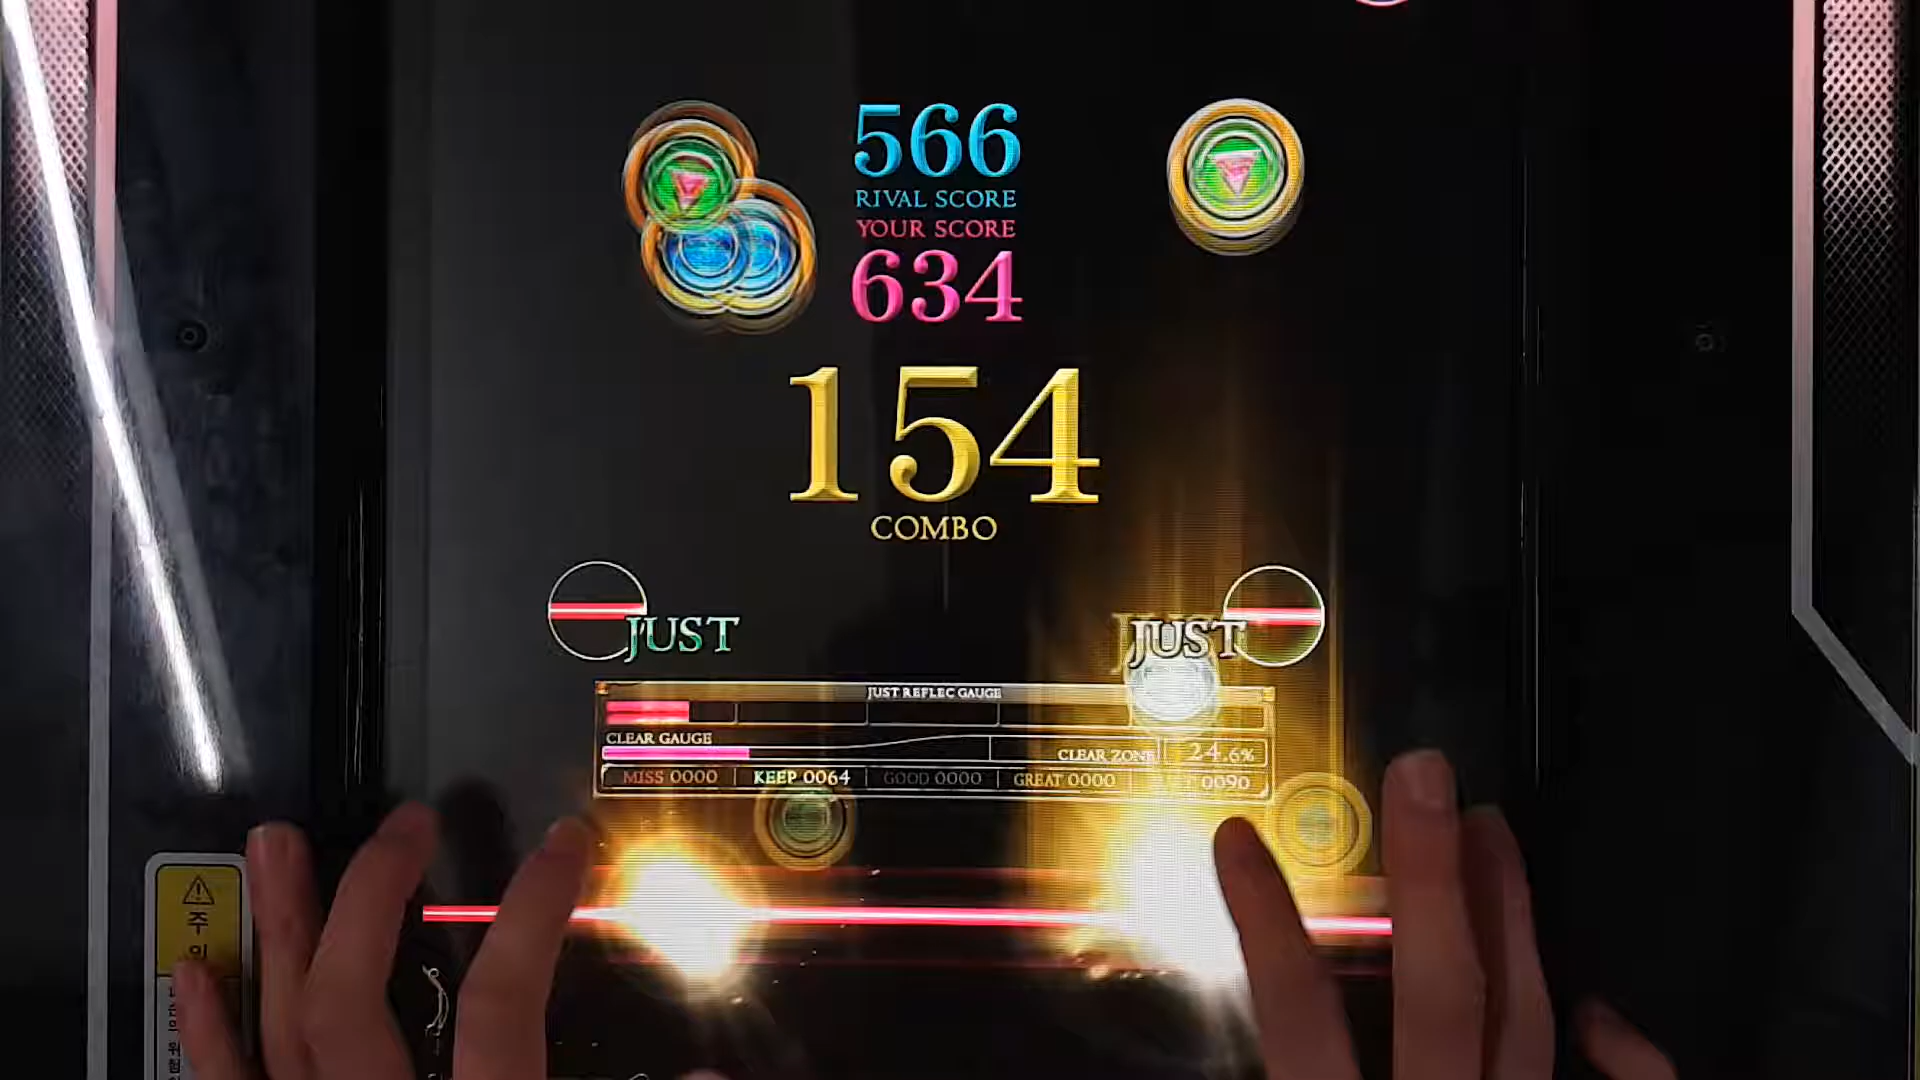 566
RIVAL SCORE
YOUR SCORE
634
154
COMBO
JUST
JUST
JUST REFLEC GAUGE
CLEAR GAUGE
CLEAR ZONE 24.6%
MISS 0000 KEEP 0064 GOOD 0000 GREAT 0000 0090
주
의